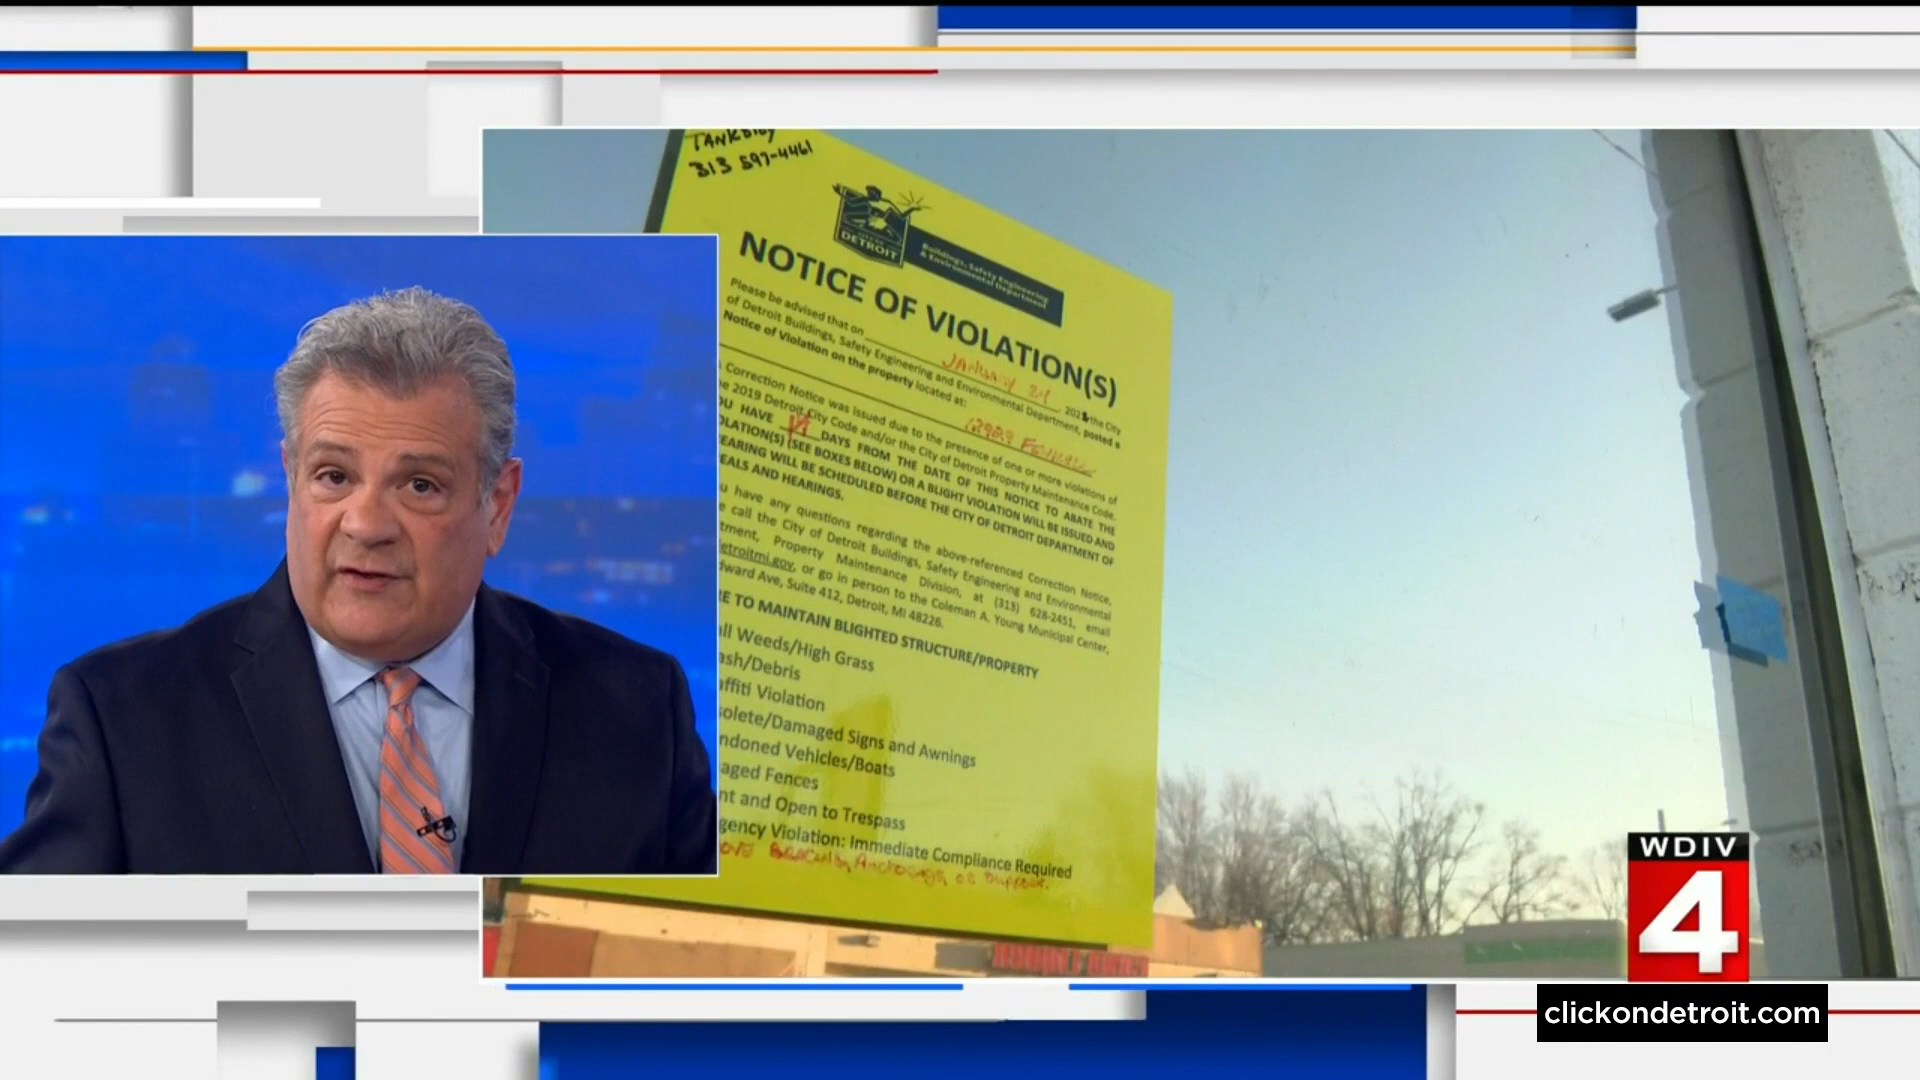 313 597-4461
CITY OF
DETROIT
Buildings, Safety Engineering
& Environmental Department
NOTICE OF VIOLATION(S)
Please be advised that on JANUARY 21, 2021 the City
of Detroit Buildings, Safety Engineering and Environmental Department, posted a
Notice of Violation on the property located at: 12909
Correction Notice was issued due to the presence of one or more violations of
2019 Detroit City Code and/or the City of Detroit Property Maintenance Code.
HAVE DAYS FROM THE DATE OF THIS NOTICE TO ABATE THE
(SEE BOXES BELOW) OR A BLIGHT VIOLATION WILL BE ISSUED AND
WILL BE SCHEDULED BEFORE THE CITY OF DETROIT DEPARTMENT OF
AND HEARINGS.
have any questions regarding the above-referenced Correction Notice,
call the City of Detroit Buildings, Safety Engineering and Environmental
Property Maintenance Division, at (313) 628-2451, email
or go in person to the Coleman A. Young Municipal Center,
Ave, Suite 412, Detroit, MI 48226.
TO MAINTAIN BLIGHTED STRUCTURE/PROPERTY
Weeds/High Grass
Violation
Signs and Awnings
Vehicles/Boats
Fences
and Open to Trespass
Violation: Immediate Compliance Required
WDIV
4
clickondetroit.com